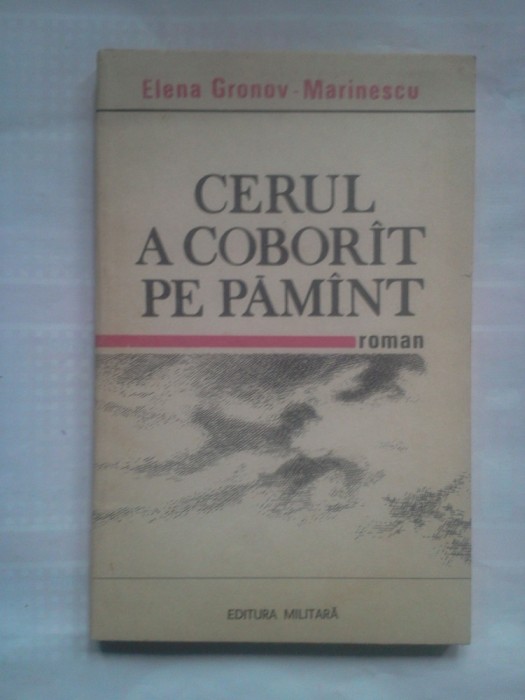 Elena Gronov-Marinescu
CERUL
A COBORÎT
PE PĂMÎNT
roman
EDITURA MILITARĂ